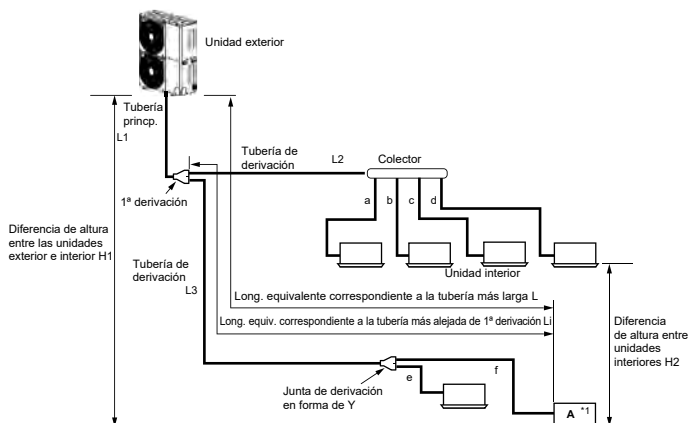 Unidad exterior
Tubería
princp.
L1
Tubería de
derivación
L2
Colector
1ª derivación
a
b
c
d
Diferencia de altura
entre las unidades
exterior e interior H1
Tubería de
derivación
L3
Unidad interior
Long. equivalente correspondiente a la tubería más larga L
Long. equiv. correspondiente a la tubería más alejada de 1ª derivación Li
Diferencia
de altura entre
unidades
interiores H2
Junta de derivación
en forma de Y
e
f
A *1